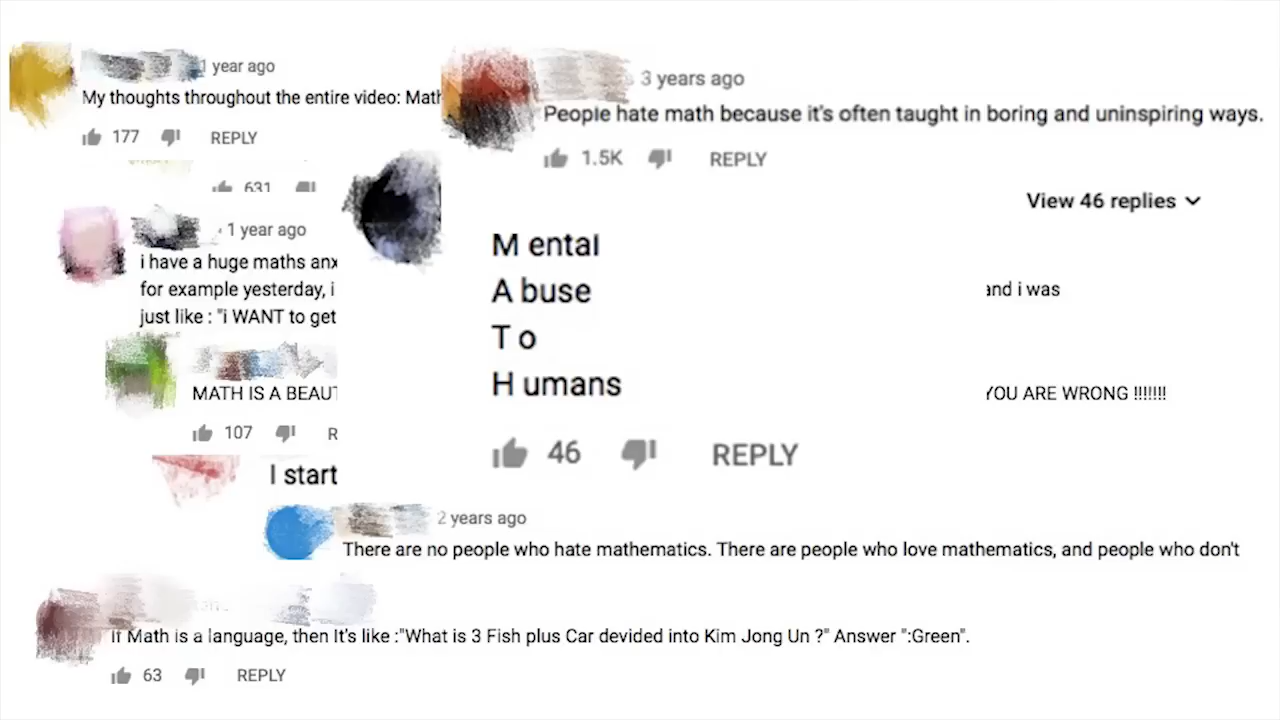 1 year ago
My thoughts throughout the entire video: Math
177 REPLY
631
1 year ago
i have a huge maths anx
for example yesterday, i
just like : "i WANT to get
and i was
MATH IS A BEAUT
YOU ARE WRONG !!!!!!!
107 R
I start
3 years ago
People hate math because it's often taught in boring and uninspiring ways.
1.5K REPLY
View 46 replies
M ental
A buse
T o
H umans
46 REPLY
2 years ago
There are no people who hate mathematics. There are people who love mathematics, and people who don't
If Math is a language, then It's like :"What is 3 Fish plus Car devided into Kim Jong Un ?" Answer ":Green".
63 REPLY